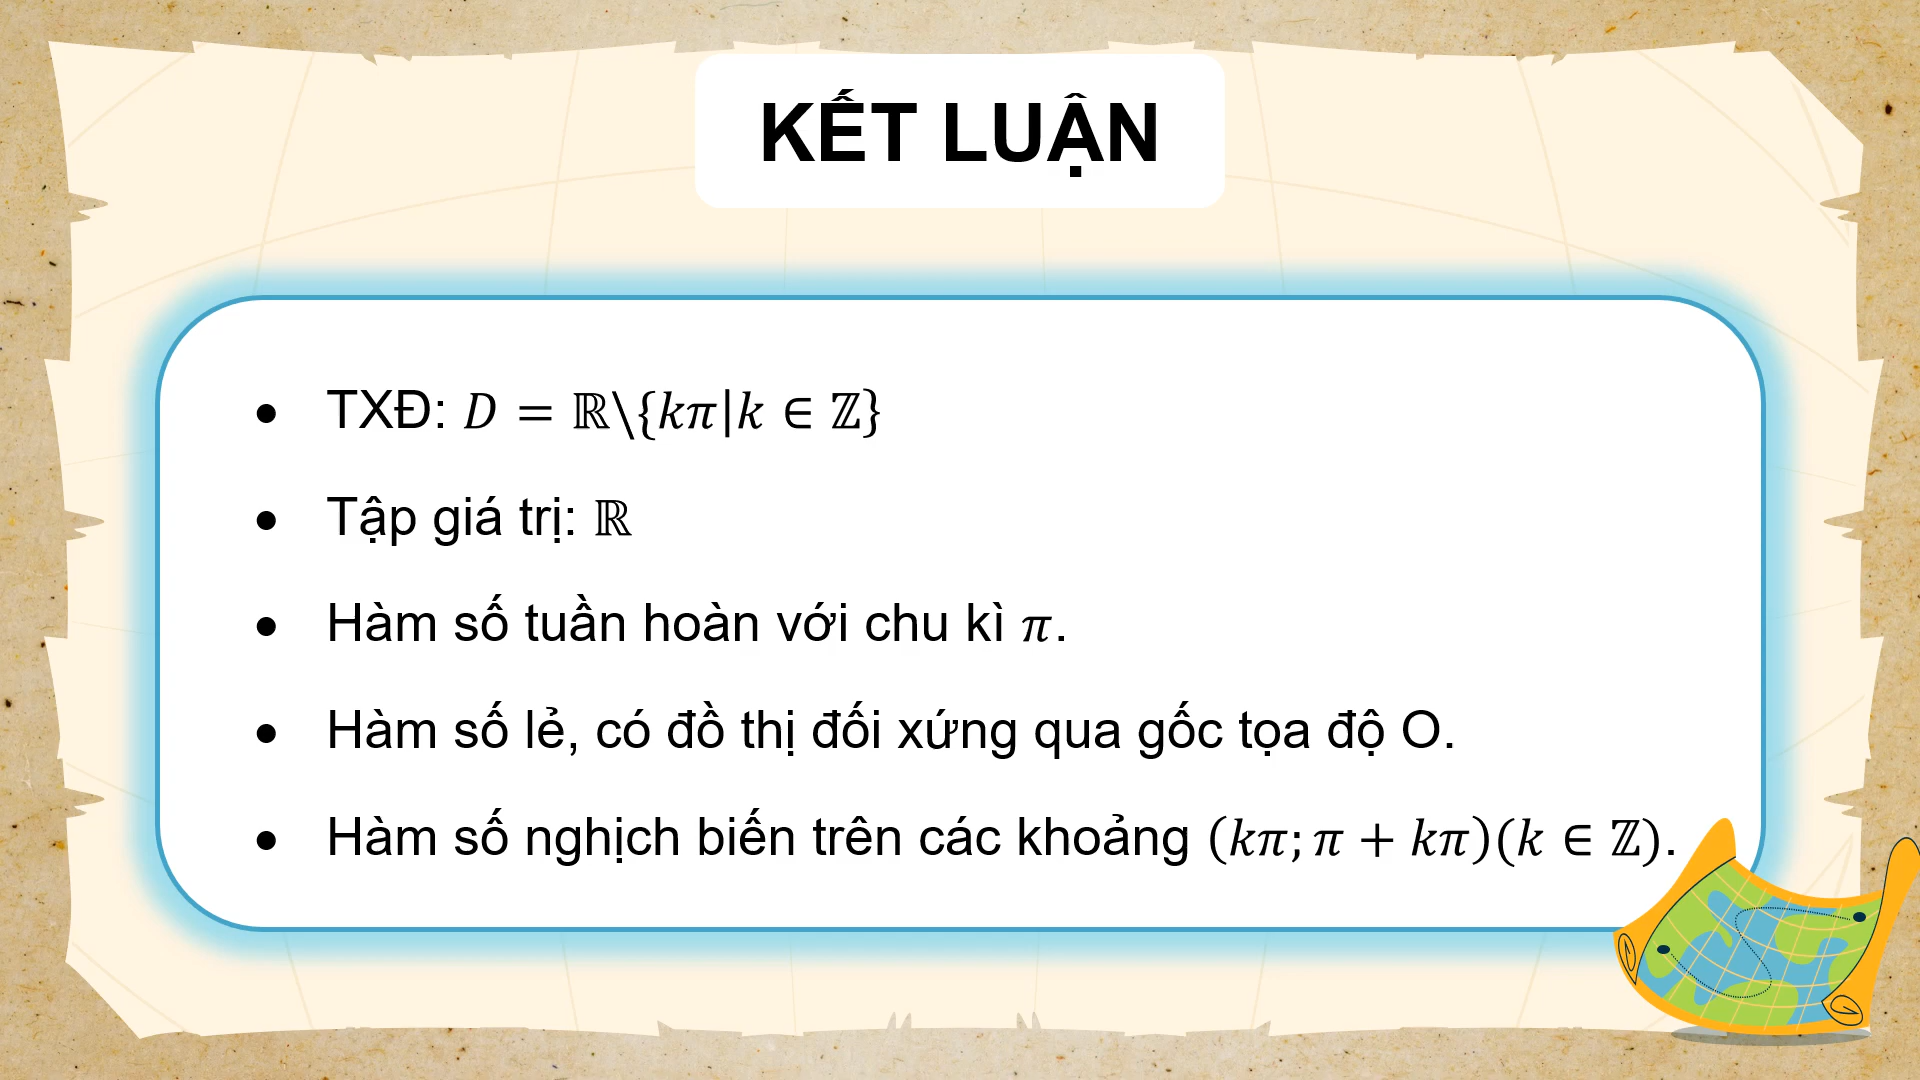 KẾT LUẬN
● TXĐ: 𝐷 = ℝ\{𝑘𝜋|𝑘 ∈ ℤ}
● Tập giá trị: ℝ
● Hàm số tuần hoàn với chu kì 𝜋.
● Hàm số lẻ, có đồ thị đối xứng qua gốc tọa độ O.
● Hàm số nghịch biến trên các khoảng (𝑘𝜋; 𝜋 + 𝑘𝜋)(𝑘 ∈ ℤ).